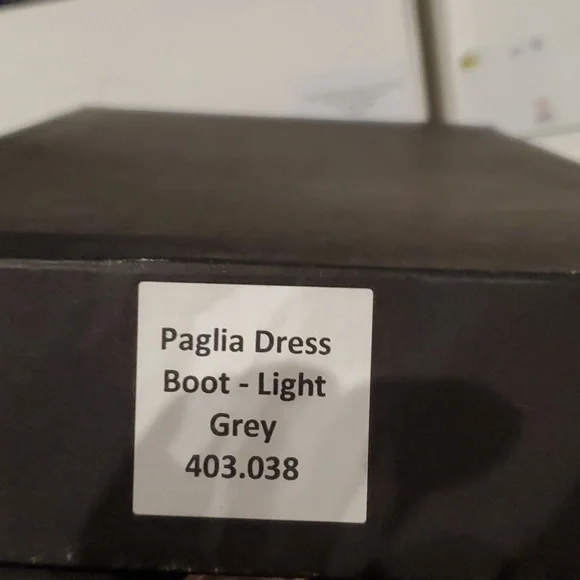 Paglia Dress
Boot - Light
Grey
403.038